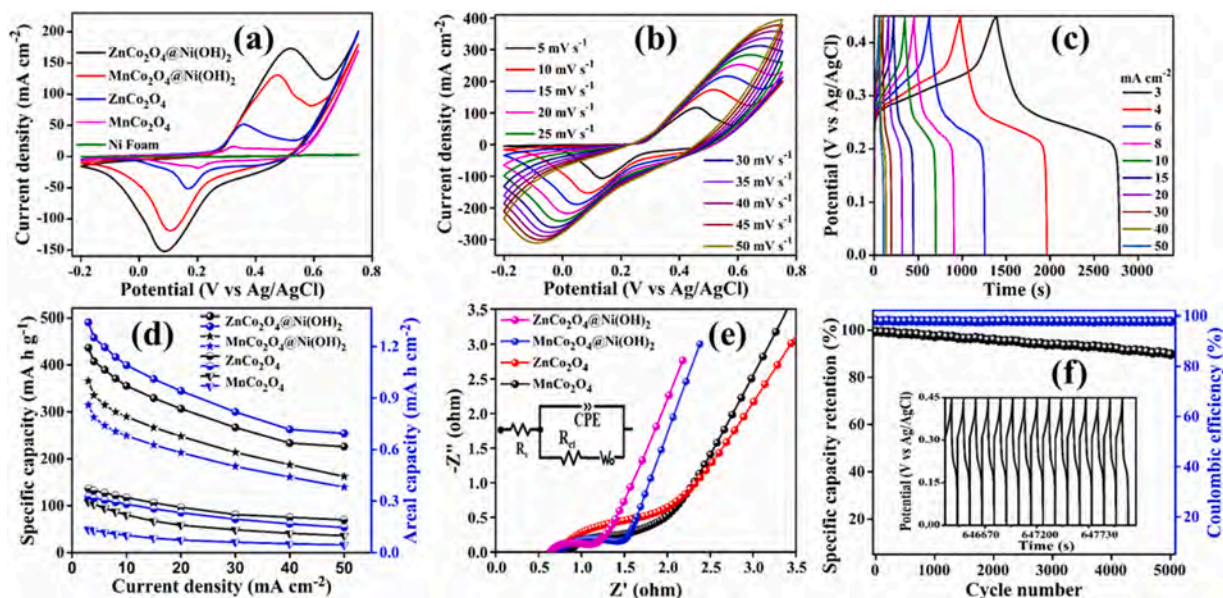 (a)
Current density (mA cm⁻²)
200
150
100
50
0
-50
-100
-150
ZnCo₂O₄@Ni(OH)₂
MnCo₂O₄@Ni(OH)₂
ZnCo₂O₄
MnCo₂O₄
Ni Foam
0.0
0.2
0.4
0.6
0.8
Potential (V vs Ag/AgCl)
(b)
Current density (mA cm⁻²)
400
300
200
100
0
-100
-200
-300
5 mV s⁻¹
10 mV s⁻¹
15 mV s⁻¹
20 mV s⁻¹
25 mV s⁻¹
30 mV s⁻¹
35 mV s⁻¹
40 mV s⁻¹
45 mV s⁻¹
50 mV s⁻¹
-0.2
0.0
0.2
0.4
0.6
0.8
Potential (V vs Ag/AgCl)
(c)
Potential (V vs Ag/AgCl)
0.4
0.3
0.2
0.1
0.0
mA cm⁻²
3
4
6
8
10
15
20
30
40
50
0
1000
2000
3000
Time (s)
(d)
Specific capacity (mA h g⁻¹)
500
400
300
200
100
0
ZnCo₂O₄@Ni(OH)₂
MnCo₂O₄@Ni(OH)₂
ZnCo₂O₄
MnCo₂O₄
Areal capacity (mA h cm⁻²)
1.2
0.9
0.6
0.3
0.0
0
10
20
30
40
50
Current density (mA cm⁻²)
(e)
-Z'' (ohm)
3.5
3.0
2.5
2.0
1.5
1.0
0.5
0.0
ZnCo₂O₄@Ni(OH)₂
MnCo₂O₄@Ni(OH)₂
ZnCo₂O₄
MnCo₂O₄
CPE
Rₛ
R_ct
Wo
0.0
0.5
1.0
1.5
2.0
2.5
3.0
3.5
Z' (ohm)
(f)
Specific capacity retention (%)
100
80
60
40
20
0
Coulombic efficiency (%)
100
80
60
40
20
Potential (V vs Ag/AgCl)
0.45
0.30
0.15
0.00
646570
647200
647730
Time (s)
0
1000
2000
3000
4000
5000
Cycle number